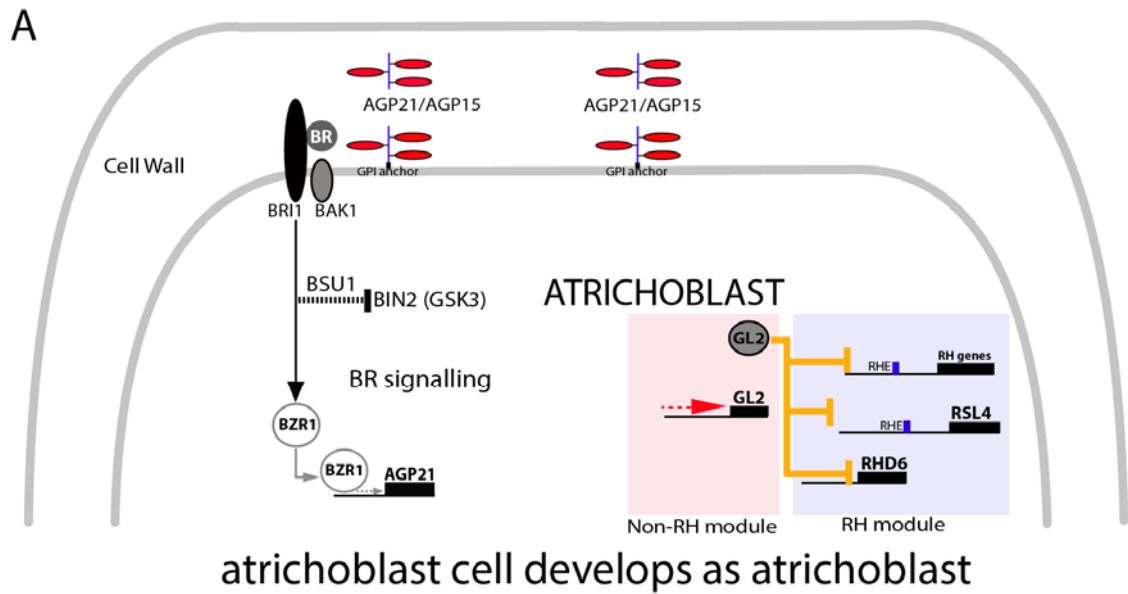 A
AGP21/AGP15
AGP21/AGP15
BR
Cell Wall
GPI anchor
GPI anchor
BRI1 BAK1
BSU1
BIN2 (GSK3)
ATRICHOBLAST
GL2
RHE
RH genes
BR signalling
GL2
RHE
RSL4
BZR1
BZR1
AGP21
RHD6
Non-RH module
RH module
atrichoblast cell develops as atrichoblast